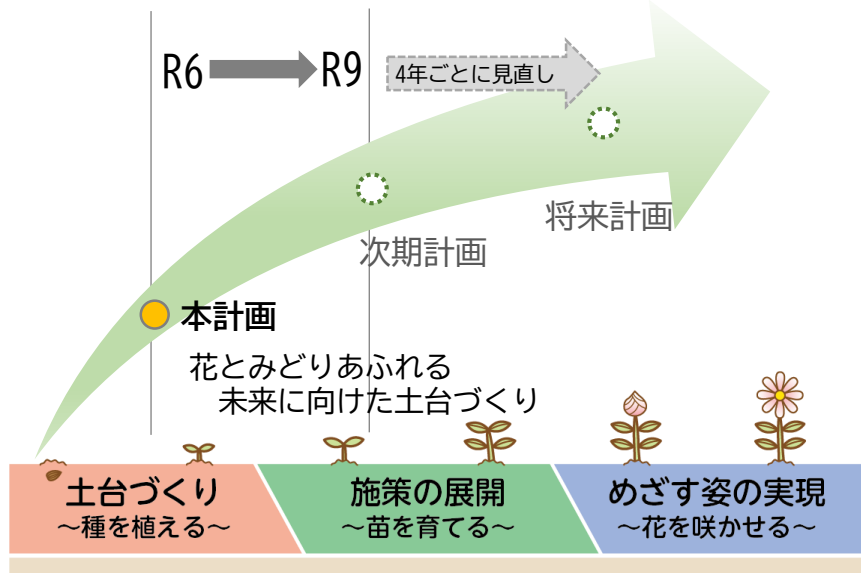 R6
R9
4年ごとに見直し
将来計画
次期計画
本計画
花とみどりあふれる
未来に向けた土台づくり
土台づくり
～種を植える～
施策の展開
～苗を育てる～
めざす姿の実現
～花を咲かせる～